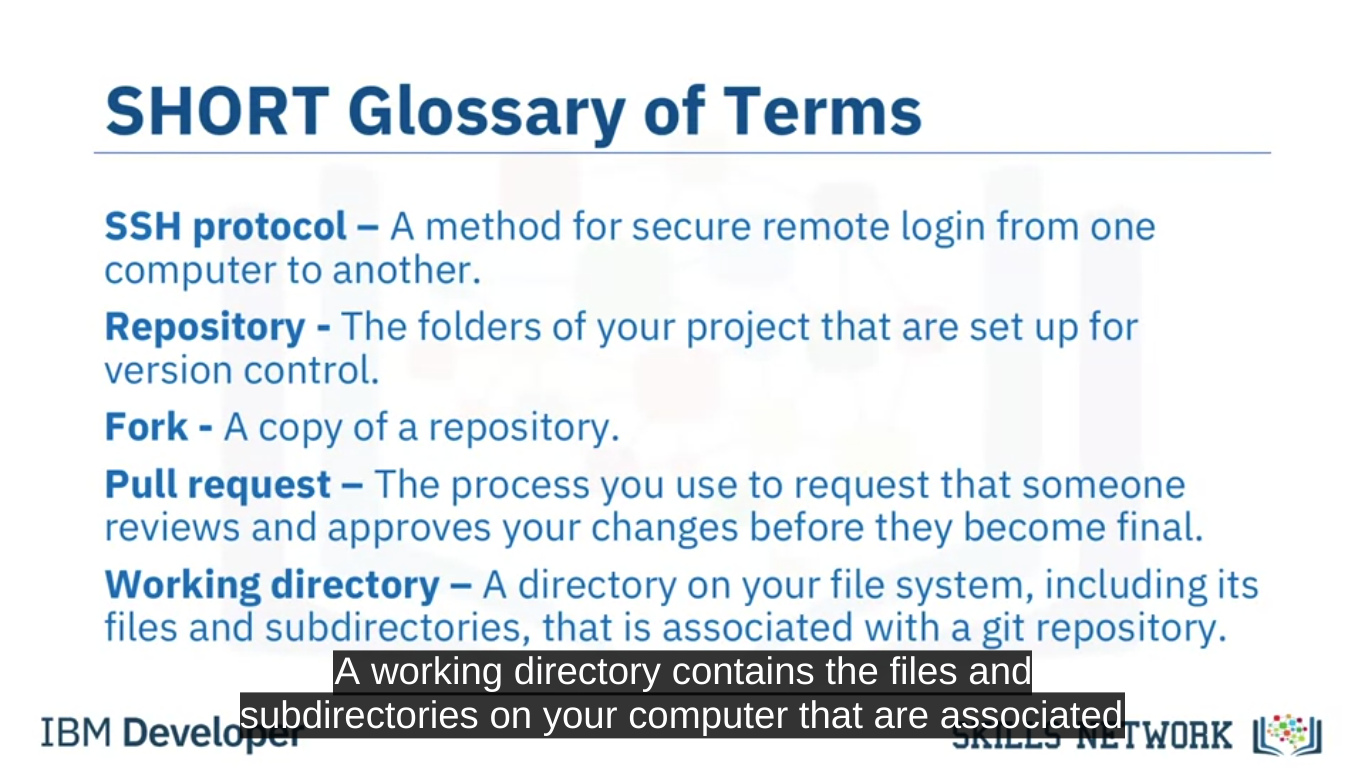 SHORT Glossary of Terms
SSH protocol – A method for secure remote login from one
computer to another.
Repository - The folders of your project that are set up for
version control.
Fork - A copy of a repository.
Pull request – The process you use to request that someone
reviews and approves your changes before they become final.
Working directory – A directory on your file system, including its
files and subdirectories, that is associated with a git repository.
A working directory contains the files and
subdirectories on your computer that are associated
IBM Developer
SKILLS NETWORK